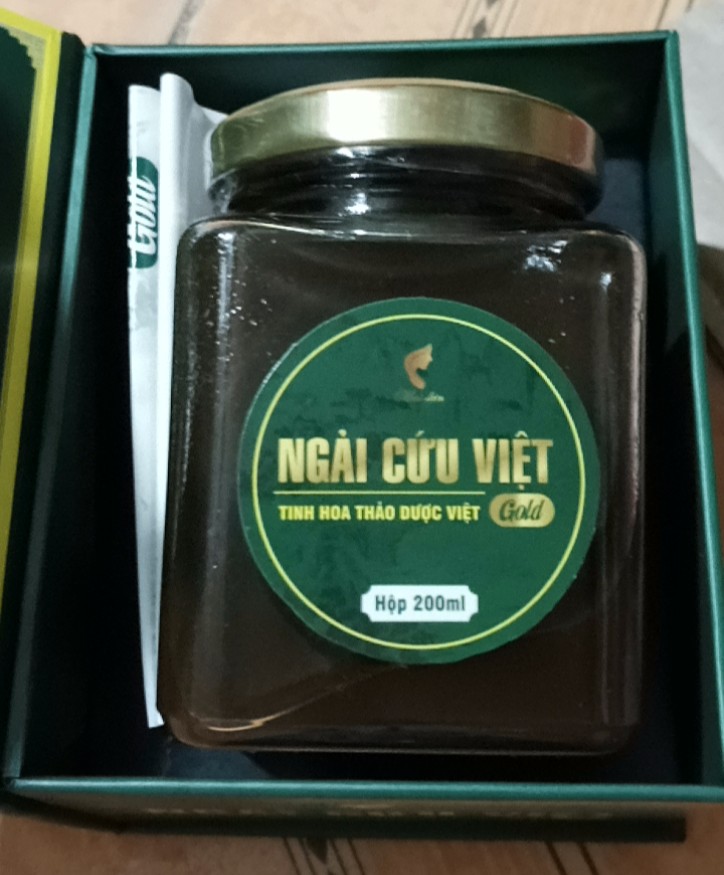 Gold
NGẢI CỨU VIỆT
TINH HOA THẢO DƯỢC VIỆT Gold
Hộp 200ml